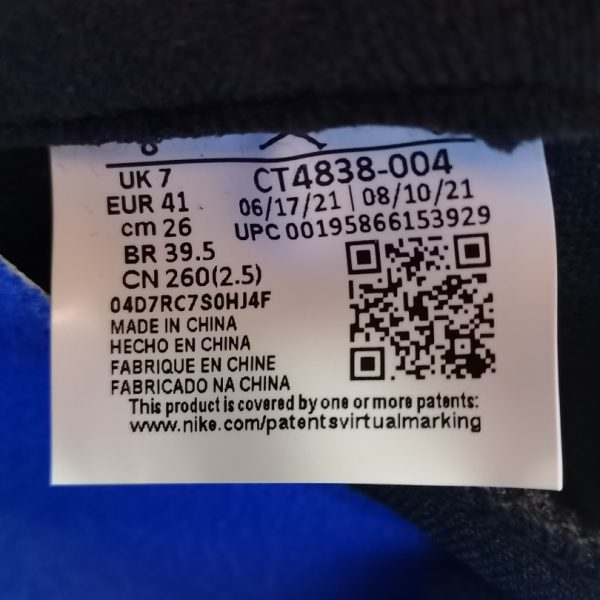 UK 7
EUR 41
cm 26
BR 39.5
CN 260(2.5)
04D7RC7S0HJ4F
MADE IN CHINA
HECHO EN CHINA
FABRIQUE EN CHINE
FABRICADO NA CHINA
CT4838-004
06/17/21 | 08/10/21
UPC 00195866153929
This product is covered by one or more patents:
www.nike.com/patentsvirtualmarking